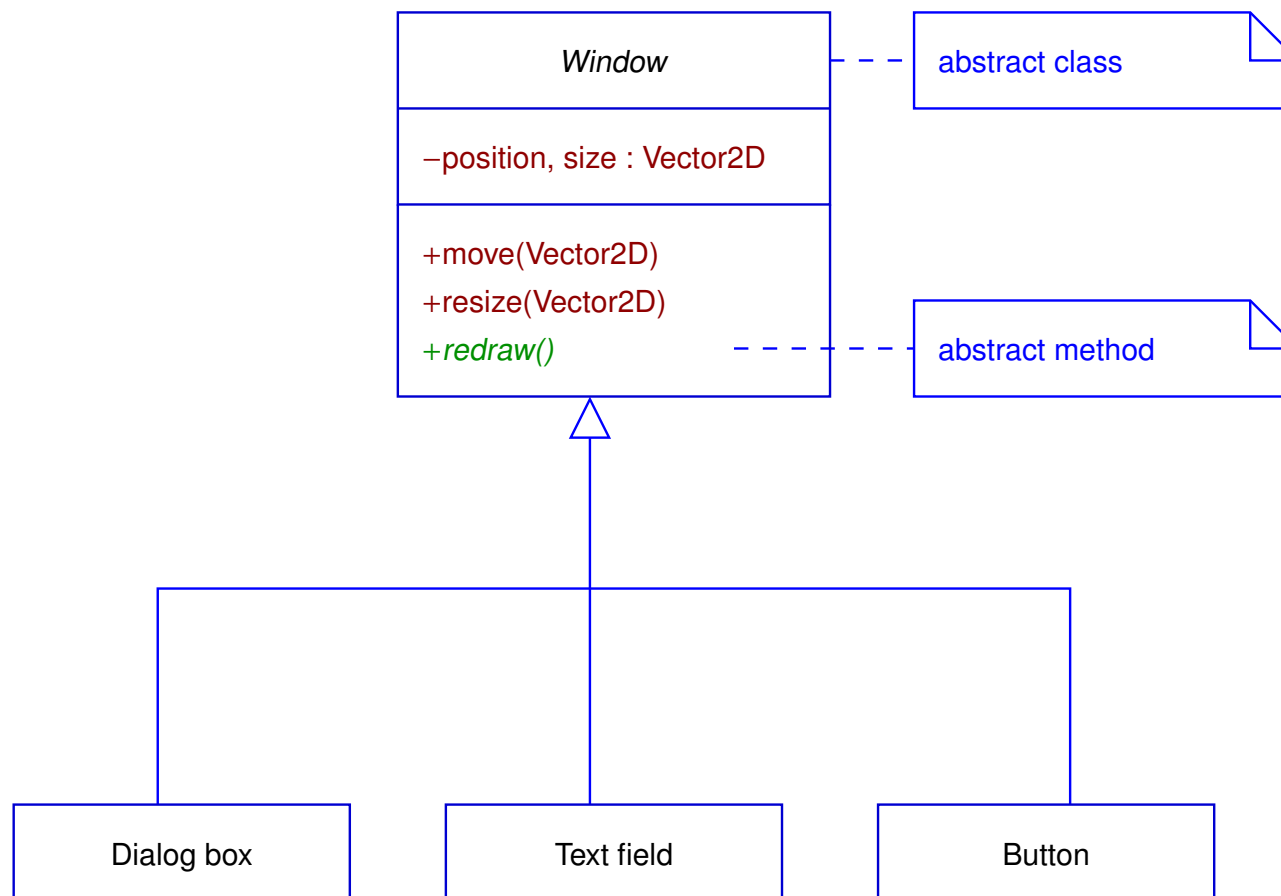 Window
abstract class
−position, size : Vector2D
+move(Vector2D)
+resize(Vector2D)
+redraw()
abstract method
Dialog box
Text field
Button